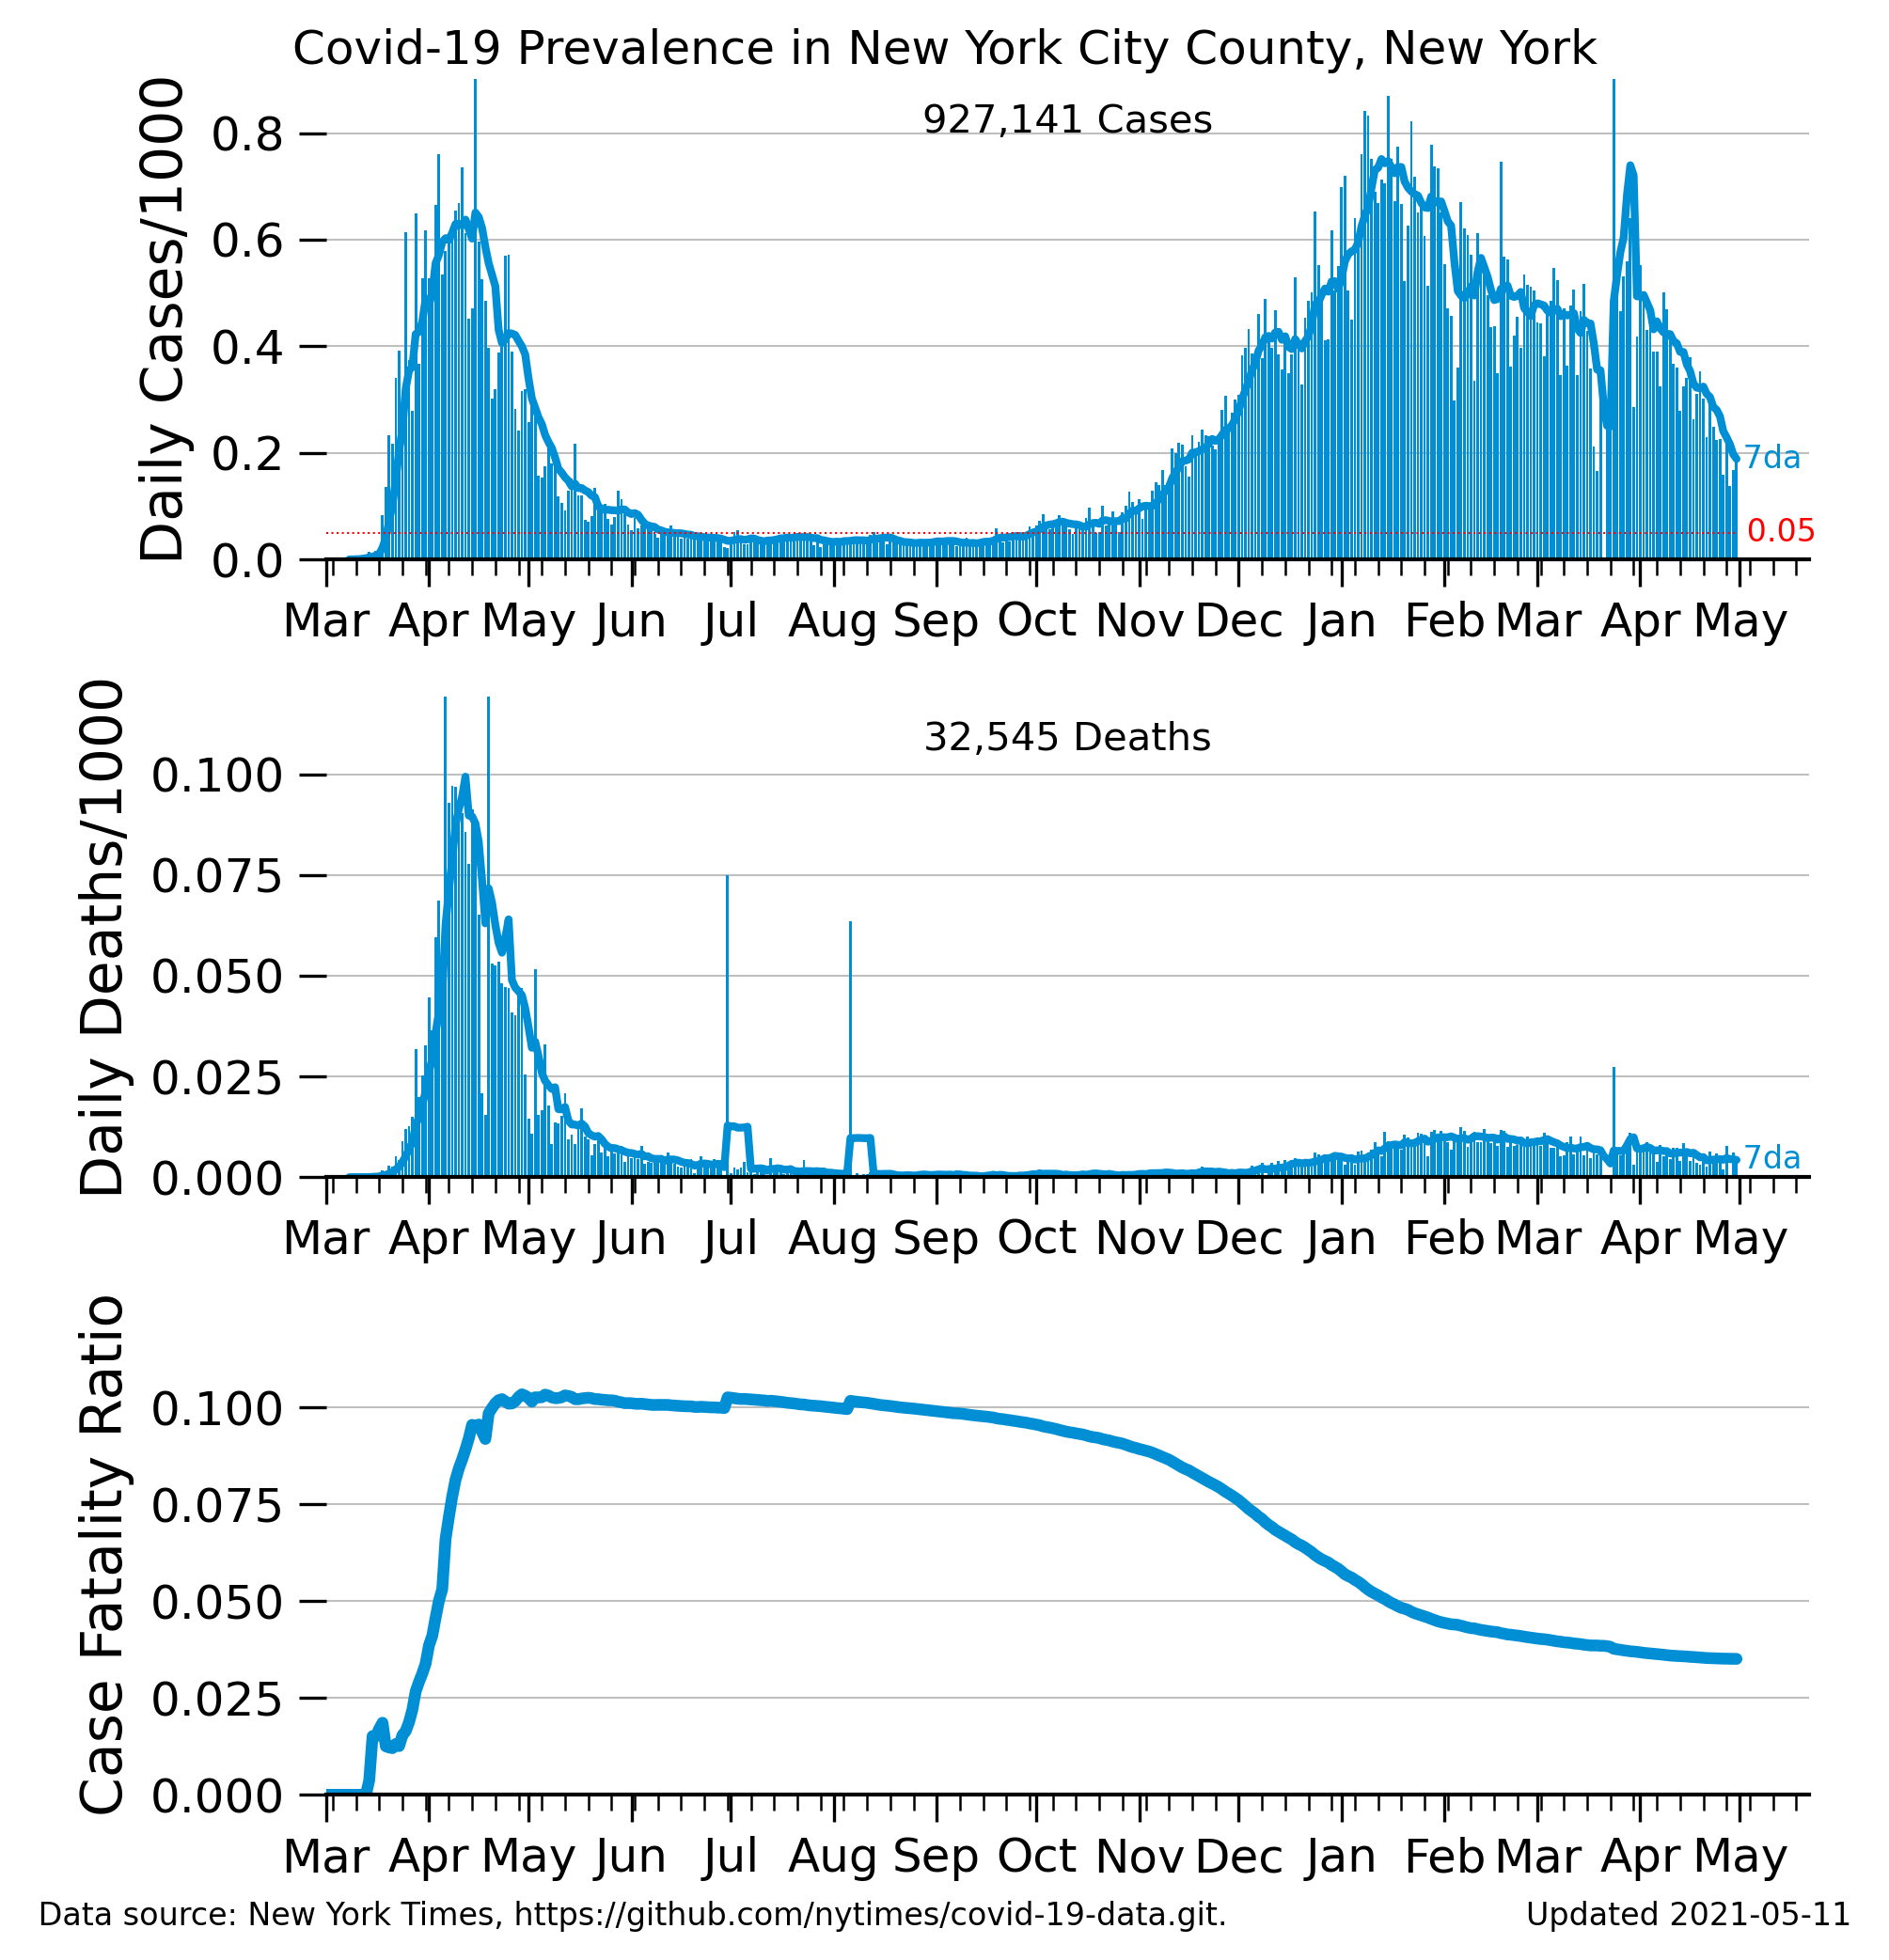 Covid-19 Prevalence in New York City County, New York
Daily Cases/1000
927,141 Cases
0.8
0.6
0.4
0.2
0.0
7da
0.05
Mar Apr May Jun Jul Aug Sep Oct Nov Dec Jan Feb Mar Apr May
Daily Deaths/1000
32,545 Deaths
0.100
0.075
0.050
0.025
0.000
7da
Mar Apr May Jun Jul Aug Sep Oct Nov Dec Jan Feb Mar Apr May
Case Fatality Ratio
0.100
0.075
0.050
0.025
0.000
Mar Apr May Jun Jul Aug Sep Oct Nov Dec Jan Feb Mar Apr May
Data source: New York Times, https://github.com/nytimes/covid-19-data.git.
Updated 2021-05-11